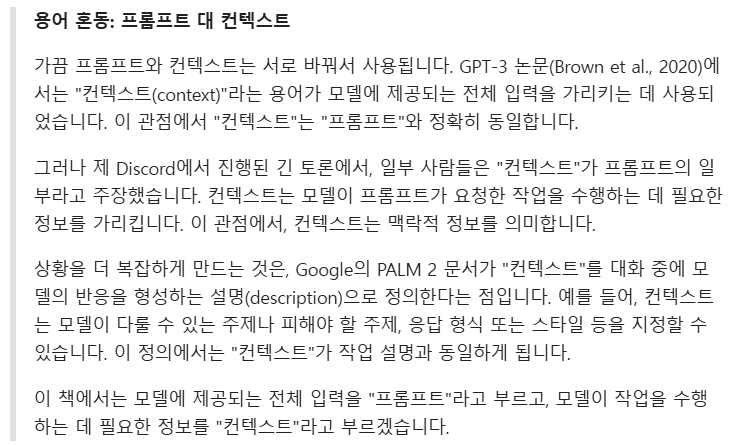 용어 혼동: 프롬프트 대 컨텍스트
가끔 프롬프트와 컨텍스트는 서로 바꿔서 사용됩니다. GPT-3 논문(Brown et al., 2020)에
서는 "컨텍스트(context)"라는 용어가 모델에 제공되는 전체 입력을 가리키는 데 사용되
었습니다. 이 관점에서 "컨텍스트"는 "프롬프트"와 정확히 동일합니다.
그러나 제 Discord에서 진행된 긴 토론에서, 일부 사람들은 "컨텍스트"가 프롬프트의 일
부라고 주장했습니다. 컨텍스트는 모델이 프롬프트가 요청한 작업을 수행하는 데 필요한
정보를 가리킵니다. 이 관점에서, 컨텍스트는 맥락적 정보를 의미합니다.
상황을 더 복잡하게 만드는 것은, Google의 PALM 2 문서가 "컨텍스트"를 대화 중에 모
델의 반응을 형성하는 설명(description)으로 정의한다는 점입니다. 예를 들어, 컨텍스트
는 모델이 다룰 수 있는 주제나 피해야 할 주제, 응답 형식 또는 스타일 등을 지정할 수
있습니다. 이 정의에서는 "컨텍스트"가 작업 설명과 동일하게 됩니다.
이 책에서는 모델에 제공되는 전체 입력을 "프롬프트"라고 부르고, 모델이 작업을 수행
하는 데 필요한 정보를 "컨텍스트"라고 부르겠습니다.